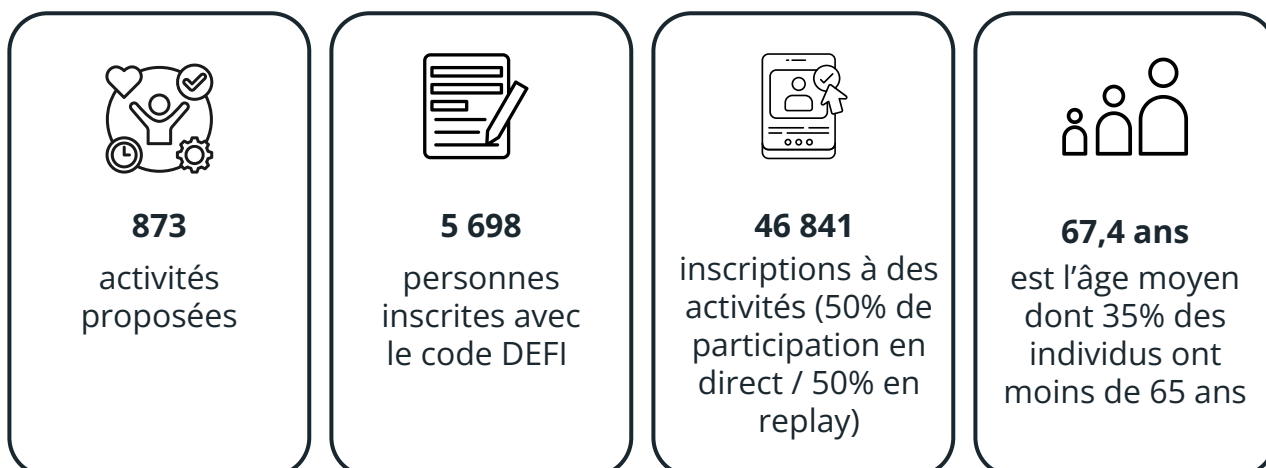 873
activités
proposées
5 698
personnes
inscrites avec
le code DEFI
46 841
inscriptions à des
activités (50% de
participation en
direct / 50% en
replay)
67,4 ans
est l’âge moyen
dont 35% des
individus ont
moins de 65 ans